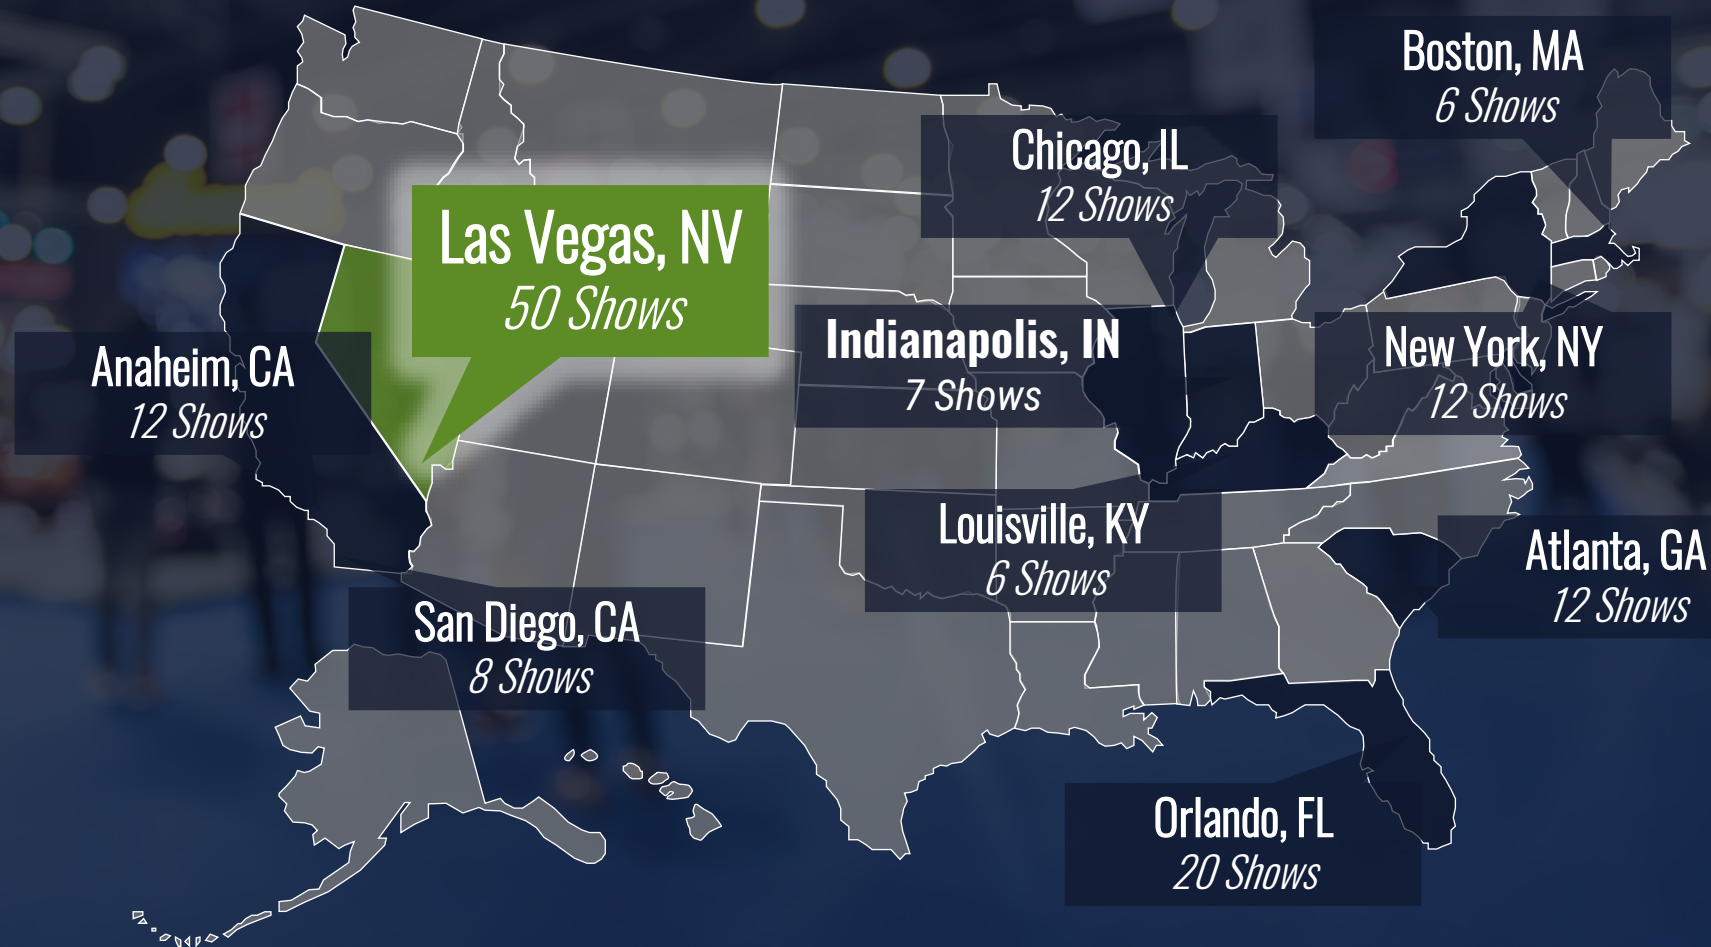 Boston, MA
6 Shows
Chicago, IL
12 Shows
Las Vegas, NV
50 Shows
Indianapolis, IN
7 Shows
New York, NY
12 Shows
Anaheim, CA
12 Shows
Louisville, KY
6 Shows
Atlanta, GA
12 Shows
San Diego, CA
8 Shows
Orlando, FL
20 Shows